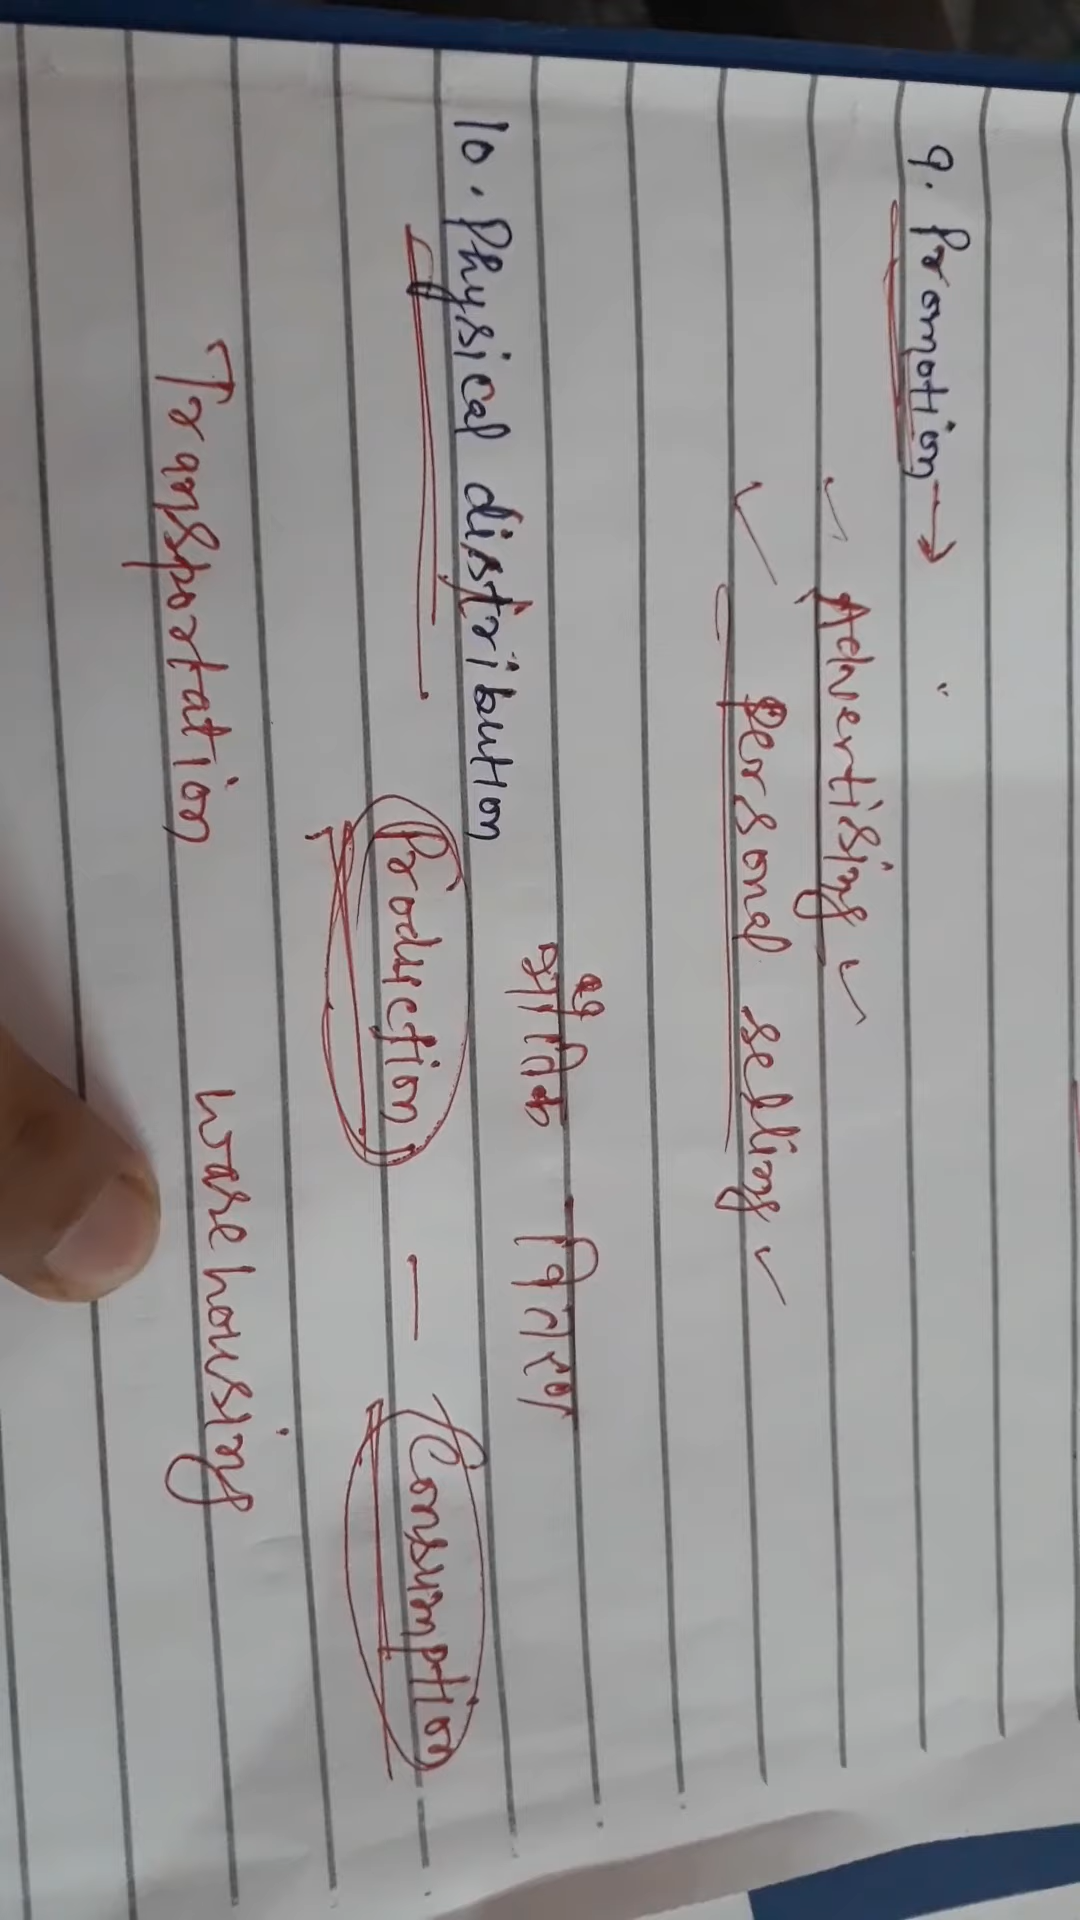 9. Promotion →
Advertising ✓
✓ Personal selling ✓
10. Physical distribution
भौतिक वितरण
Production — Consumption
Transportation warehousing